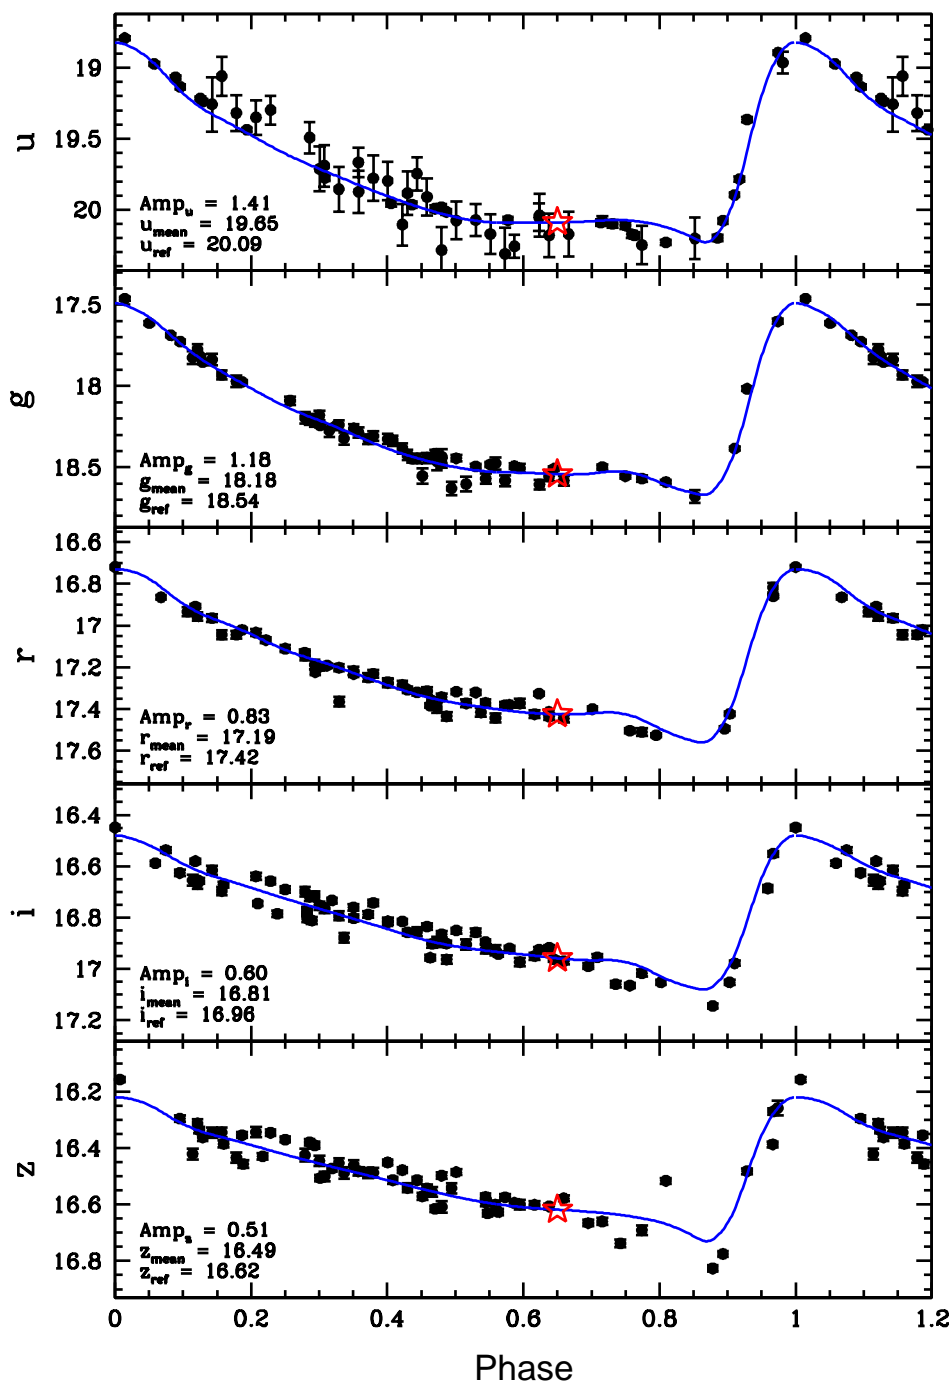 19
19.5
20
u
Amp_u = 1.41
u_mean = 19.65
u_ref = 20.09
17.5
18
18.5
g
Amp_g = 1.18
g_mean = 18.18
g_ref = 18.54
16.6
16.8
17
17.2
17.4
17.6
r
Amp_r = 0.83
r_mean = 17.19
r_ref = 17.42
16.4
16.6
16.8
17
17.2
i
Amp_i = 0.60
i_mean = 16.81
i_ref = 16.96
16.2
16.4
16.6
16.8
z
Amp_z = 0.51
z_mean = 16.49
z_ref = 16.62
0 0.2 0.4 0.6 0.8 1 1.2
Phase